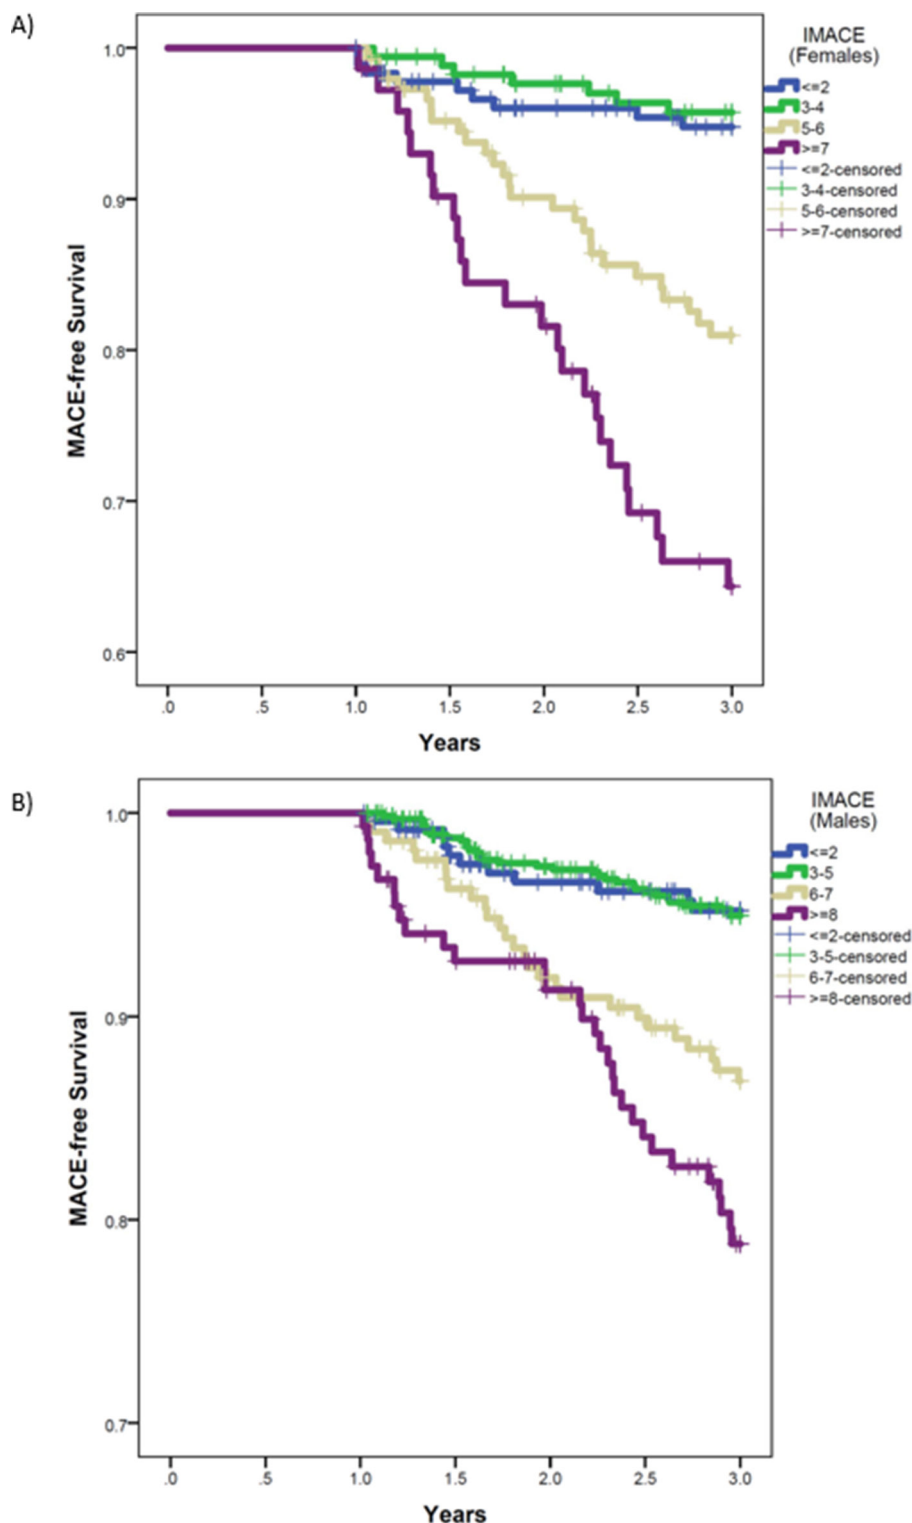 A)
IMACE
(Females)
<=2
3-4
5-6
>=7
<=2-censored
3-4-censored
5-6-censored
>=7-censored
MACE-free Survival
1.0
0.9
0.8
0.7
0.6
.0 .5 1.0 1.5 2.0 2.5 3.0
Years
B)
IMACE
(Males)
<=2
3-5
6-7
>=8
<=2-censored
3-5-censored
6-7-censored
>=8-censored
MACE-free Survival
1.0
0.9
0.8
0.7
.0 .5 1.0 1.5 2.0 2.5 3.0
Years